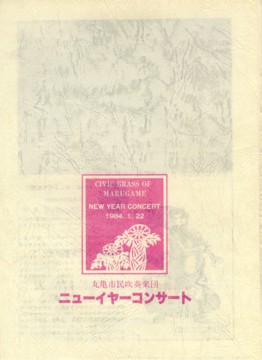 CIVIC BRASS OF
MARUGAME
NEW YEAR CONCERT
1984. 1. 22
丸亀市民吹奏楽団
ニューイヤーコンサート